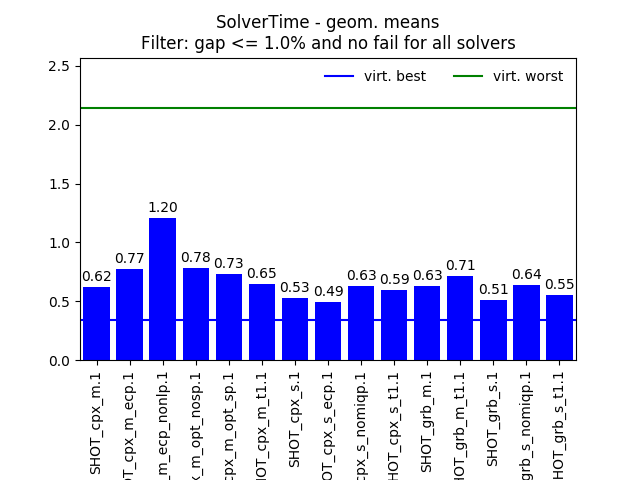 SolverTime - geom. means
Filter: gap <= 1.0% and no fail for all solvers
virt. best
virt. worst
2.5
2.0
1.5
1.0
0.5
0.0
0.62
0.77
1.20
0.78
0.73
0.65
0.53
0.49
0.63
0.59
0.63
0.71
0.51
0.64
0.55
SHOT_cpx_m.1
OT_cpx_m_ecp.1
_m_ecp_nonlp.1
x_m_opt_nosp.1
cpx_m_opt_sp.1
HOT_cpx_m_t1.1
SHOT_cpx_s.1
OT_cpx_s_ecp.1
cpx_s_nomiqp.1
HOT_cpx_s_t1.1
SHOT_grb_m.1
HOT_grb_m_t1.1
SHOT_grb_s.1
grb_s_nomiqp.1
HOT_grb_s_t1.1